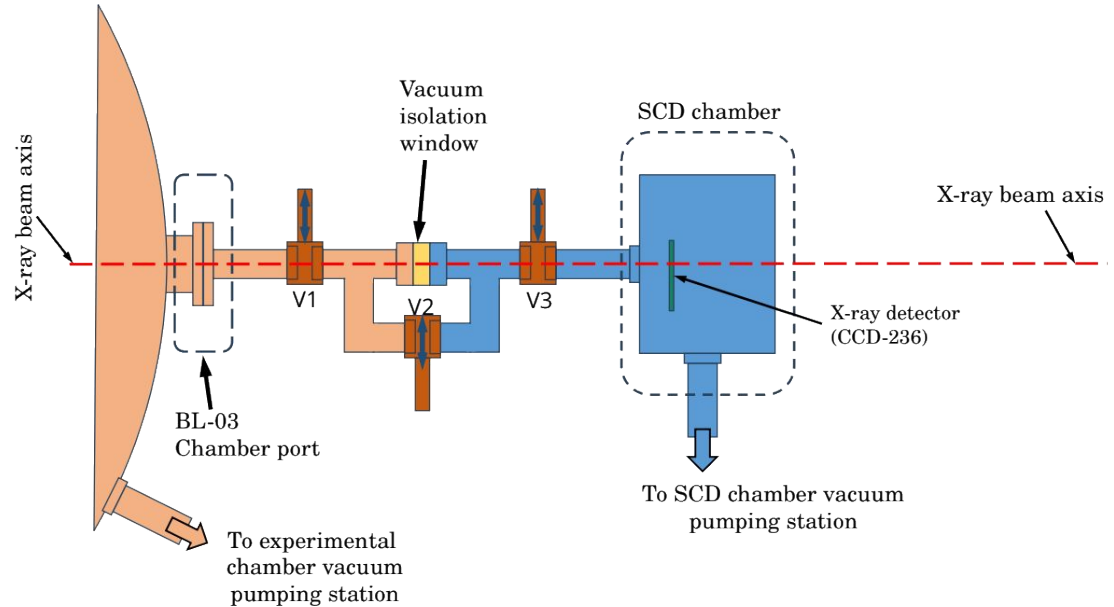 X-ray beam axis
BL-03
Chamber port
To experimental
chamber vacuum
pumping station
V1
Vacuum
isolation
window
V2
V3
SCD chamber
X-ray detector
(CCD-236)
To SCD chamber vacuum
pumping station
X-ray beam axis